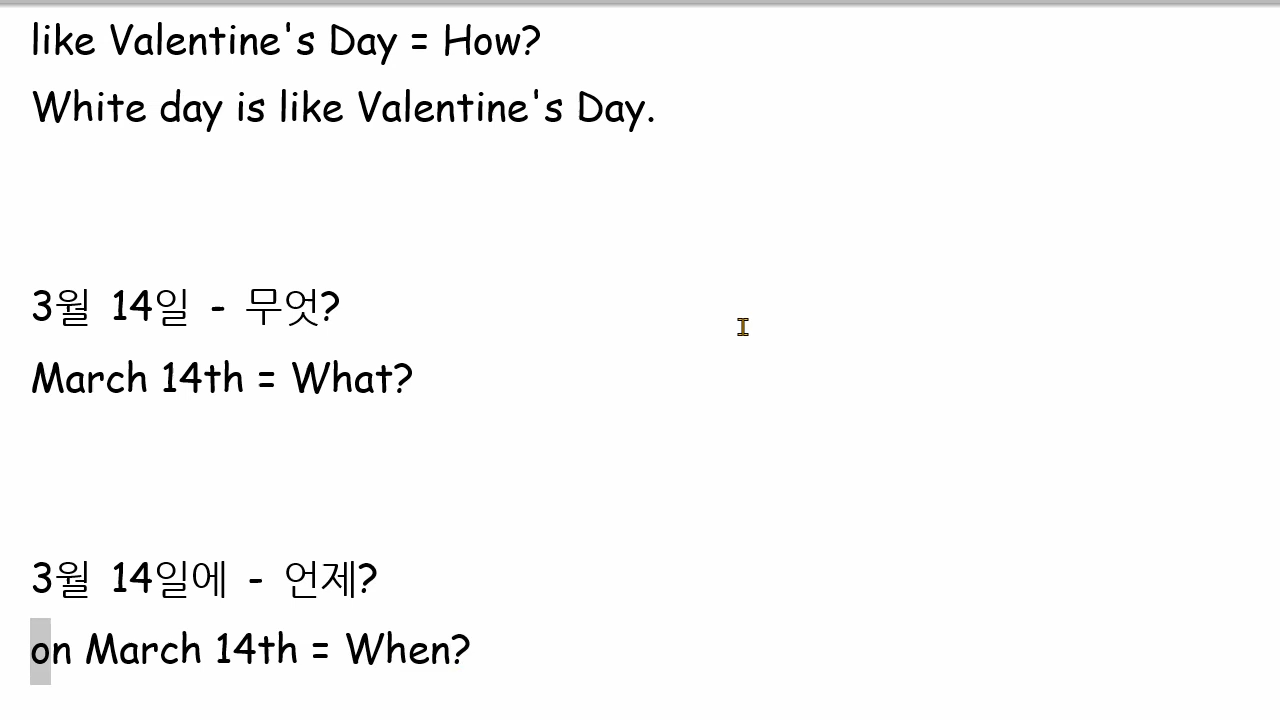 like Valentine's Day = How?
White day is like Valentine's Day.
3월 14일 - 무엇?
March 14th = What?
3월 14일에 - 언제?
on March 14th = When?